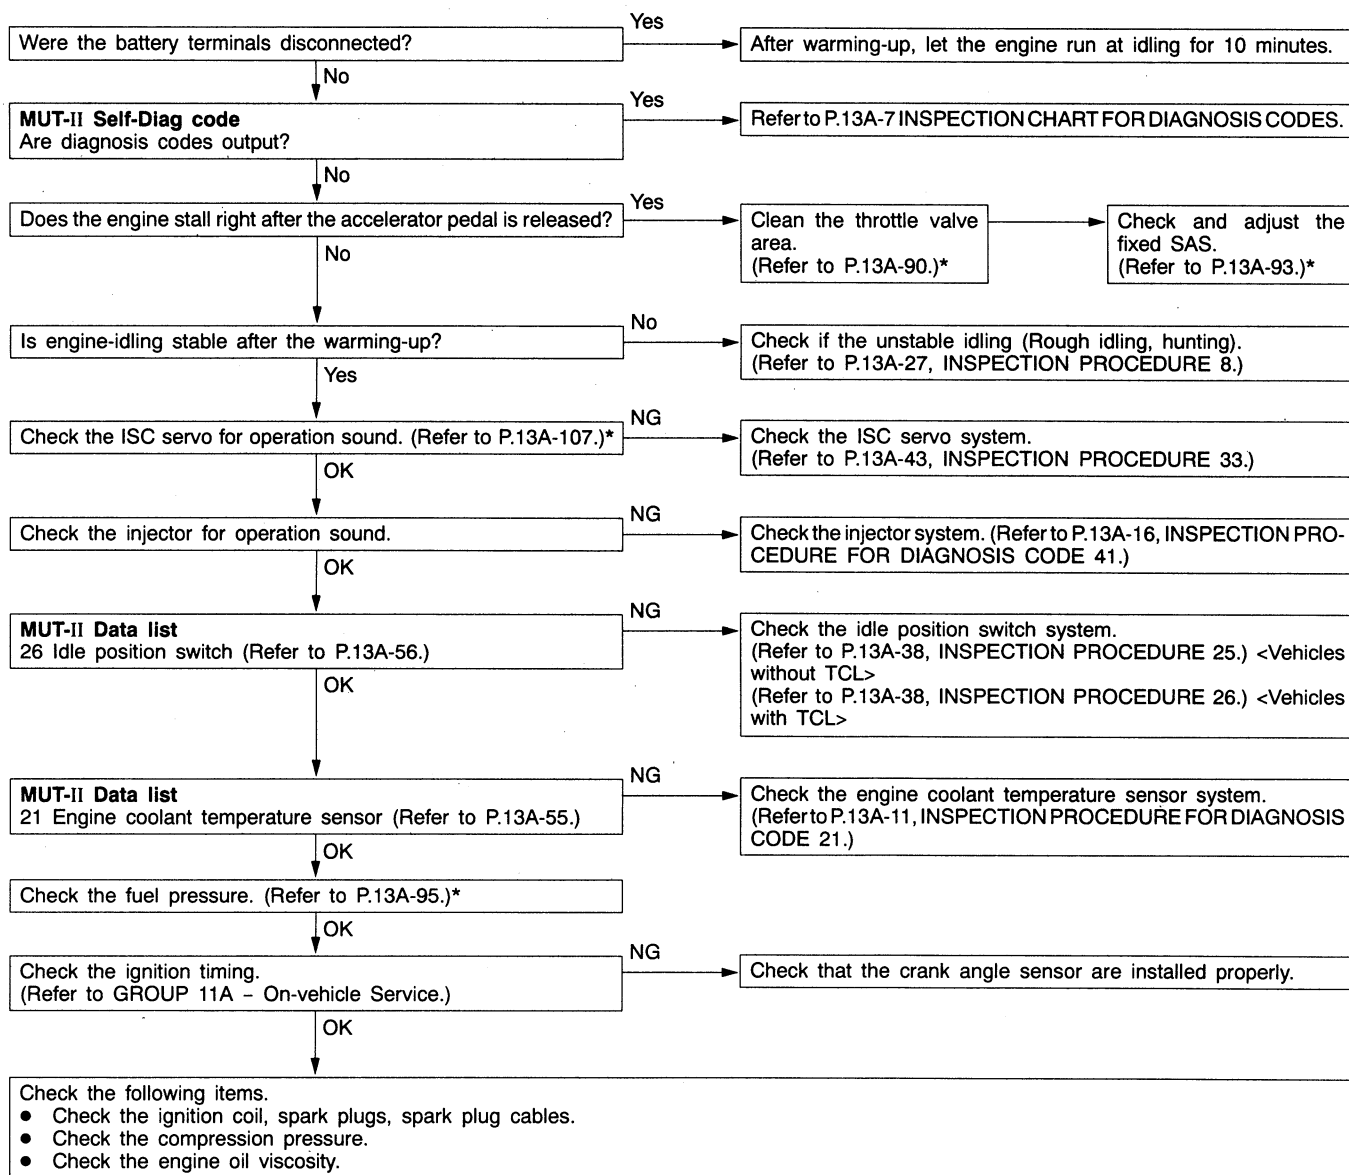 Were the battery terminals disconnected?
Yes
After warming-up, let the engine run at idling for 10 minutes.
No
MUT-II Self-Diag code
Are diagnosis codes output?
Yes
Refer to P.13A-7 INSPECTION CHART FOR DIAGNOSIS CODES.
No
Does the engine stall right after the accelerator pedal is released?
Yes
Clean the throttle valve
area.
(Refer to P.13A-90.)*
Check and adjust the
fixed SAS.
(Refer to P.13A-93.)*
No
Is engine-idling stable after the warming-up?
No
Check if the unstable idling (Rough idling, hunting).
(Refer to P.13A-27, INSPECTION PROCEDURE 8.)
Yes
Check the ISC servo for operation sound. (Refer to P.13A-107.)*
NG
Check the ISC servo system.
(Refer to P.13A-43, INSPECTION PROCEDURE 33.)
OK
Check the injector for operation sound.
NG
Check the injector system. (Refer to P.13A-16, INSPECTION PRO-
CEDURE FOR DIAGNOSIS CODE 41.)
OK
MUT-II Data list
26 Idle position switch (Refer to P.13A-56.)
NG
Check the idle position switch system.
(Refer to P.13A-38, INSPECTION PROCEDURE 25.) <Vehicles
without TCL>
(Refer to P.13A-38, INSPECTION PROCEDURE 26.) <Vehicles
with TCL>
OK
MUT-II Data list
21 Engine coolant temperature sensor (Refer to P.13A-55.)
NG
Check the engine coolant temperature sensor system.
(Refer to P.13A-11, INSPECTION PROCEDURE FOR DIAGNOSIS
CODE 21.)
OK
Check the fuel pressure. (Refer to P.13A-95.)*
OK
Check the ignition timing.
(Refer to GROUP 11A – On-vehicle Service.)
NG
Check that the crank angle sensor are installed properly.
OK
Check the following items.
● Check the ignition coil, spark plugs, spark plug cables.
● Check the compression pressure.
● Check the engine oil viscosity.